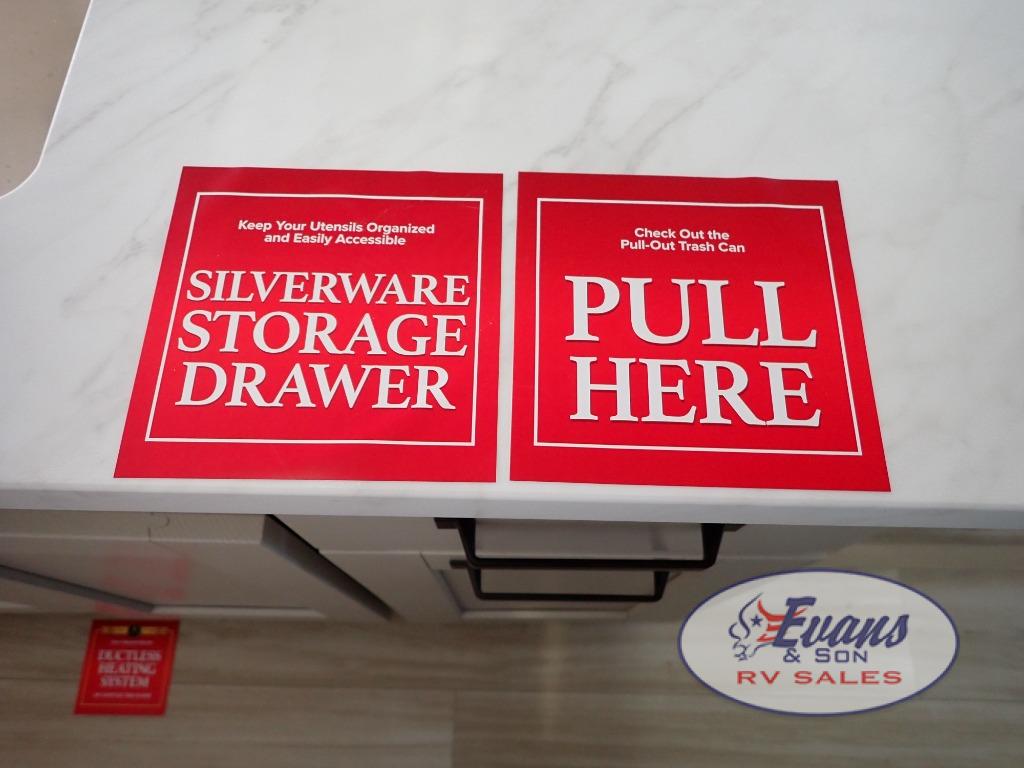 Keep Your Utensils Organized
and Easily Accessible
SILVERWARE
STORAGE
DRAWER
Check Out the
Pull-Out Trash Can
PULL
HERE
DUCTLESS
HEATING
SYSTEM
Evans
& SON
RV SALES